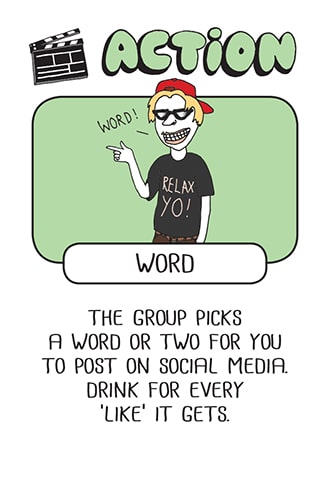 ACTiON
WORD!
RELAX
YO!
WORD
THE GROUP PICKS
A WORD OR TWO FOR YOU
TO POST ON SOCIAL MEDIA.
DRINK FOR EVERY
'LIKE' IT GETS.